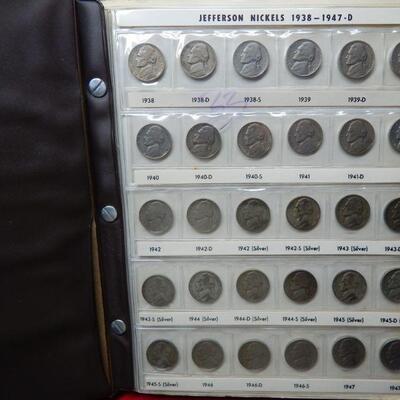 JEFFERSON NICKELS 1938-1947-D
1938 1938-D 1938-S 1939 1939-D
1940 1940-D 1940-S 1941 1941-D
1942 1942-D 1942 (Silver) 1942-S (Silver) 1943 (Silver) 1943-D
1943-S (Silver) 1944 (Silver) 1944-D (Silver) 1944-S (Silver) 1945 (Silver) 1945-D
1945-S (Silver) 1946 1946-D 1946-S 1947